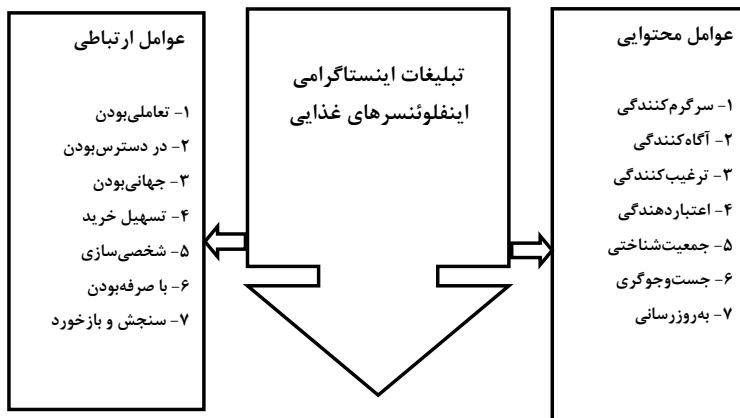 عوامل محتوایی
۱- سرگرم‌کنندگی
۲- آگاه‌کنندگی
۳- ترغیب‌کنندگی
۴- اعتباردهندگی
۵- جمعیت‌شناختی
۶- جست‌وجوگری
۷- به‌روزرسانی
تبلیغات اینستاگرامی
اینفلوئنسرهای غذایی
عوامل ارتباطی
۱- تعاملی‌بودن
۲- در دسترس‌بودن
۳- جهانی‌بودن
۴- تسهیل خرید
۵- شخصی‌سازی
۶- با صرفه‌بودن
۷- سنجش و بازخورد